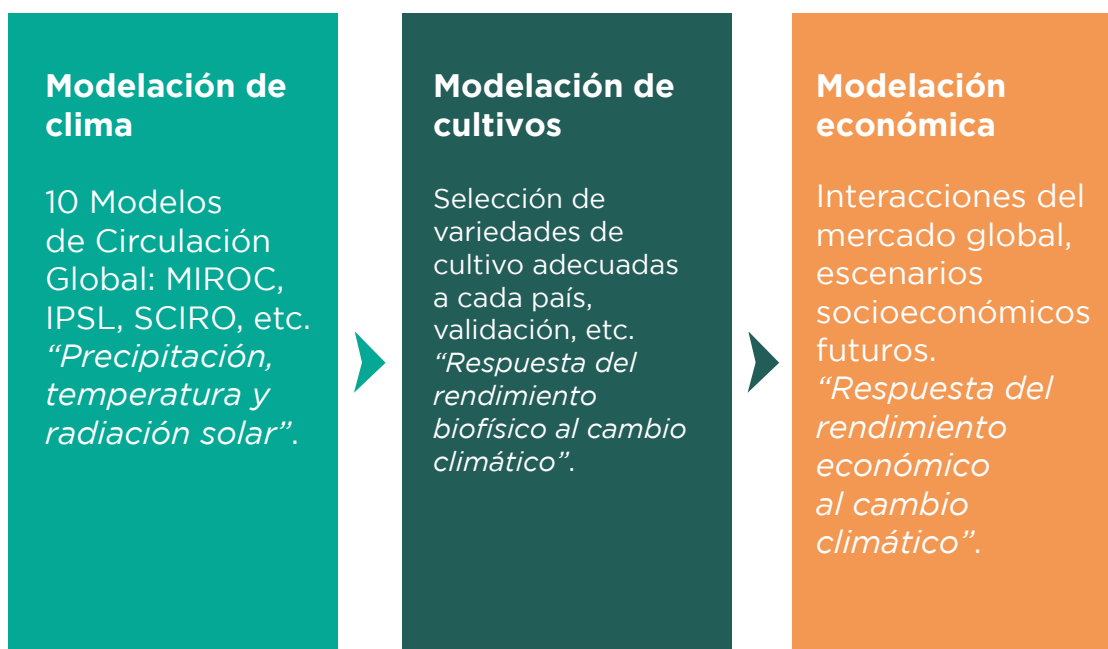 Modelación de
clima
10 Modelos
de Circulación
Global: MIROC,
IPSL, SCIRO, etc.
“Precipitación,
temperatura y
radiación solar”.
Modelación de
cultivos
Selección de
variedades de
cultivo adecuadas
a cada país,
validación, etc.
“Respuesta del
rendimiento
biofísico al cambio
climático”.
Modelación
económica
Interacciones del
mercado global,
escenarios
socioeconómicos
futuros.
“Respuesta del
rendimiento
económico
al cambio
climático”.